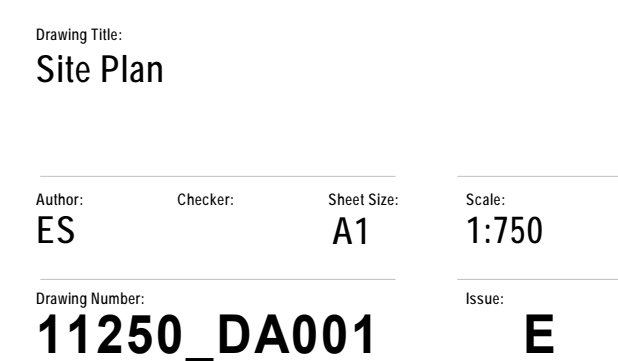 Drawing Title:
Site Plan
Author: Checker: Sheet Size: Scale:
ES A1 1:750
Drawing Number: Issue:
11250_DA001 E